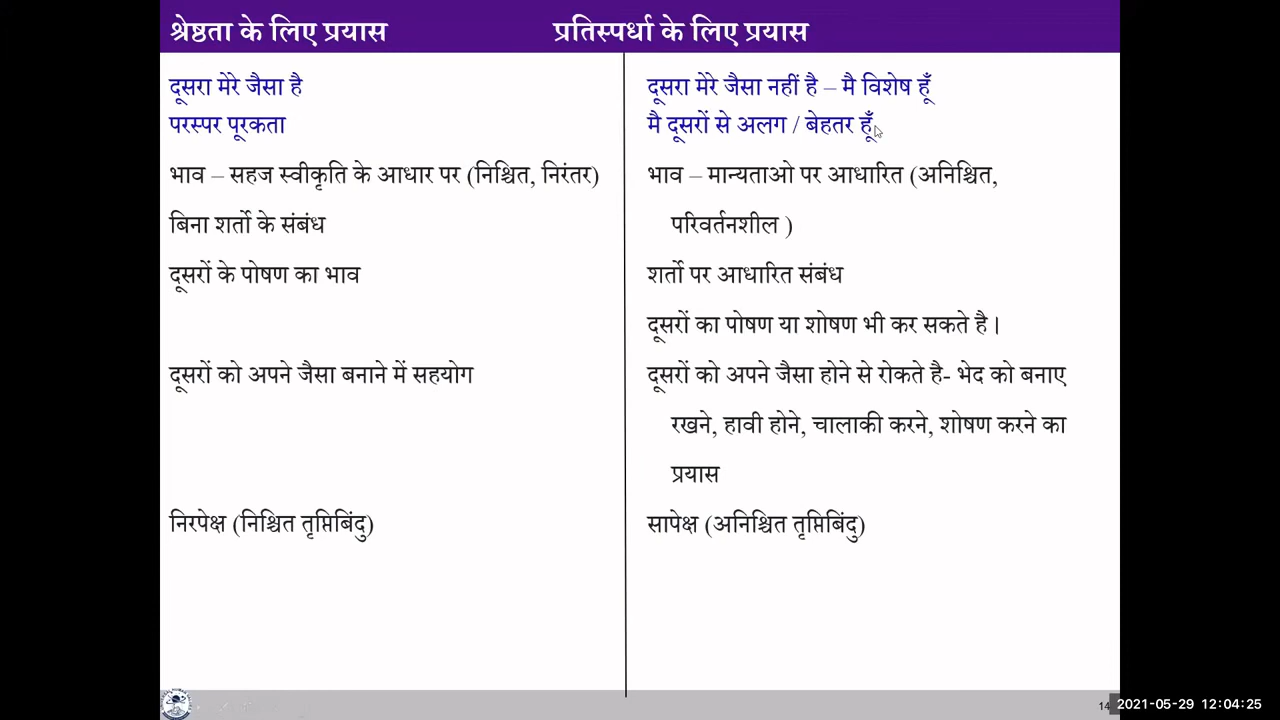 श्रेष्ठता के लिए प्रयास
प्रतिस्पर्धा के लिए प्रयास
दूसरा मेरे जैसा है
परस्पर पूरकता
भाव – सहज स्वीकृति के आधार पर (निश्चित, निरंतर)
बिना शर्तो के संबंध
दूसरों के पोषण का भाव
दूसरों को अपने जैसा बनाने में सहयोग
निरपेक्ष (निश्चित तृप्तिबिंदु)
दूसरा मेरे जैसा नहीं है – मै विशेष हूँ
मै दूसरों से अलग / बेहतर हूँ
भाव – मान्यताओ पर आधारित (अनिश्चित,
परिवर्तनशील )
शर्तो पर आधारित संबंध
दूसरों का पोषण या शोषण भी कर सकते है ।
दूसरों को अपने जैसा होने से रोकते है- भेद को बनाए
रखने, हावी होने, चालाकी करने, शोषण करने का
प्रयास
सापेक्ष (अनिश्चित तृप्तिबिंदु)
14
2021-05-29 12:04:25